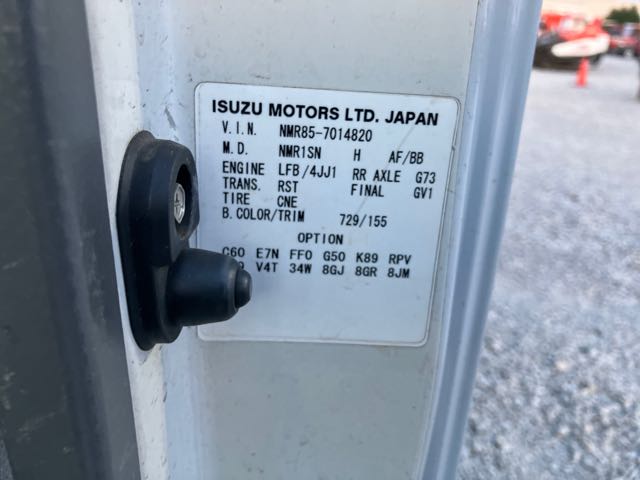 ISUZU MOTORS LTD. JAPAN
V.I.N. NMR85-7014820
M.D. NMR1SN H AF/BB
ENGINE LFB/4JJ1 RR AXLE G73
TRANS. RST FINAL GV1
TIRE CNE
B.COLOR/TRIM 729/155
OPTION
C60 E7N FF0 G50 K89 RPV
V4T 34W 8GJ 8GR 8JM